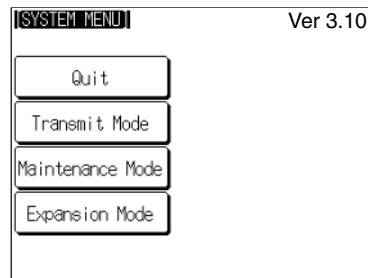 [SYSTEM MENU]
Ver 3.10
Quit
Transmit Mode
Maintenance Mode
Expansion Mode